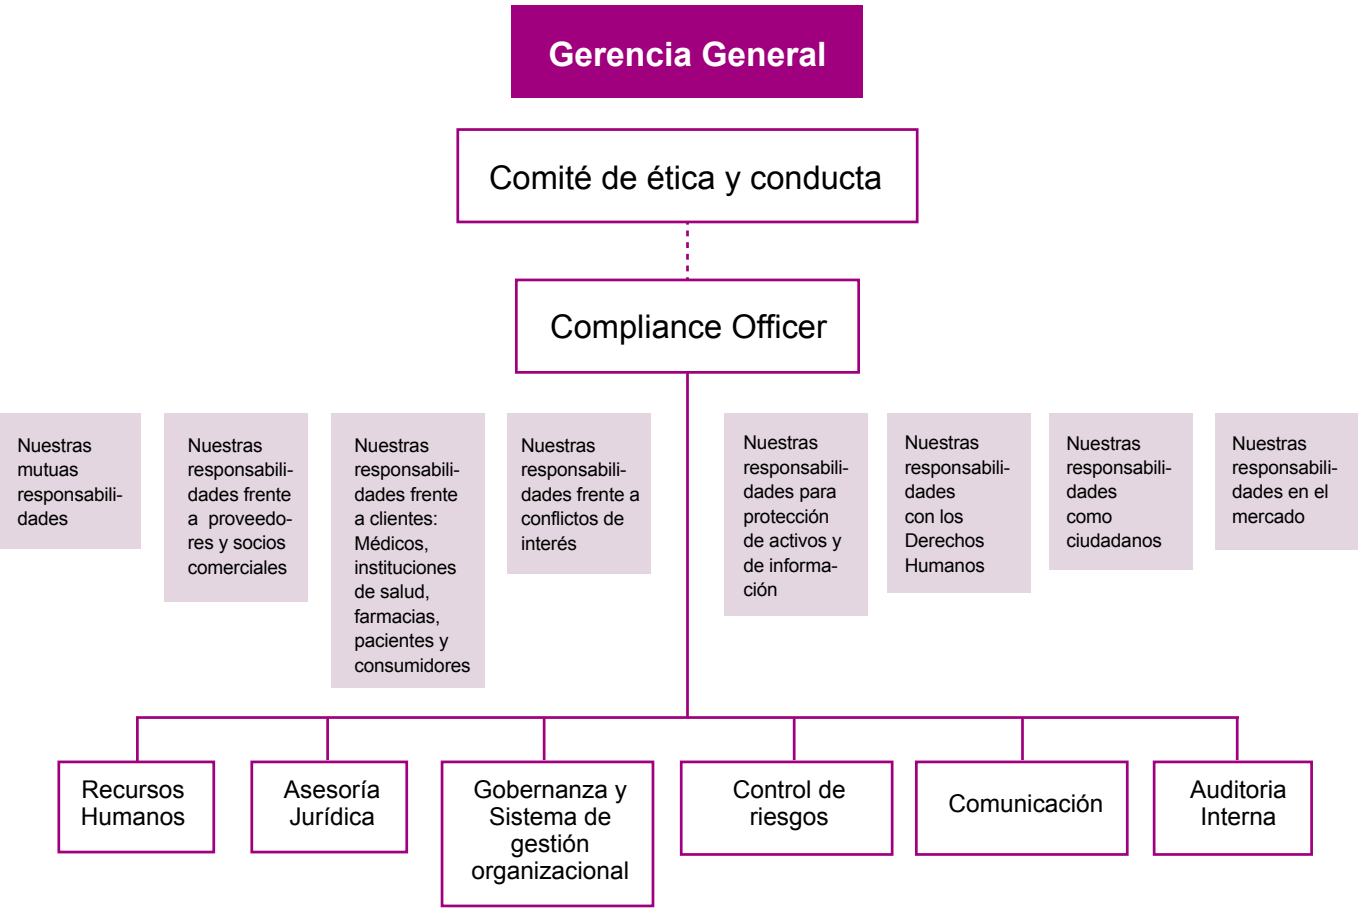 Gerencia General
Comité de ética y conducta
Compliance Officer
Nuestras
mutuas
responsabili-
dades
Nuestras
responsabili-
dades frente
a proveedo-
res y socios
comerciales
Nuestras
responsabili-
dades frente
a clientes:
Médicos,
instituciones
de salud,
farmacias,
pacientes y
consumidores
Nuestras
responsabili-
dades frente a
conflictos de
interés
Nuestras
responsabili-
dades para
protección
de activos y
de informa-
ción
Nuestras
responsabili-
dades
con los
Derechos
Humanos
Nuestras
responsabili-
dades
como
ciudadanos
Nuestras
responsabili-
dades en el
mercado
Recursos
Humanos
Asesoría
Jurídica
Gobernanza y
Sistema de
gestión
organizacional
Control de
riesgos
Comunicación
Auditoria
Interna